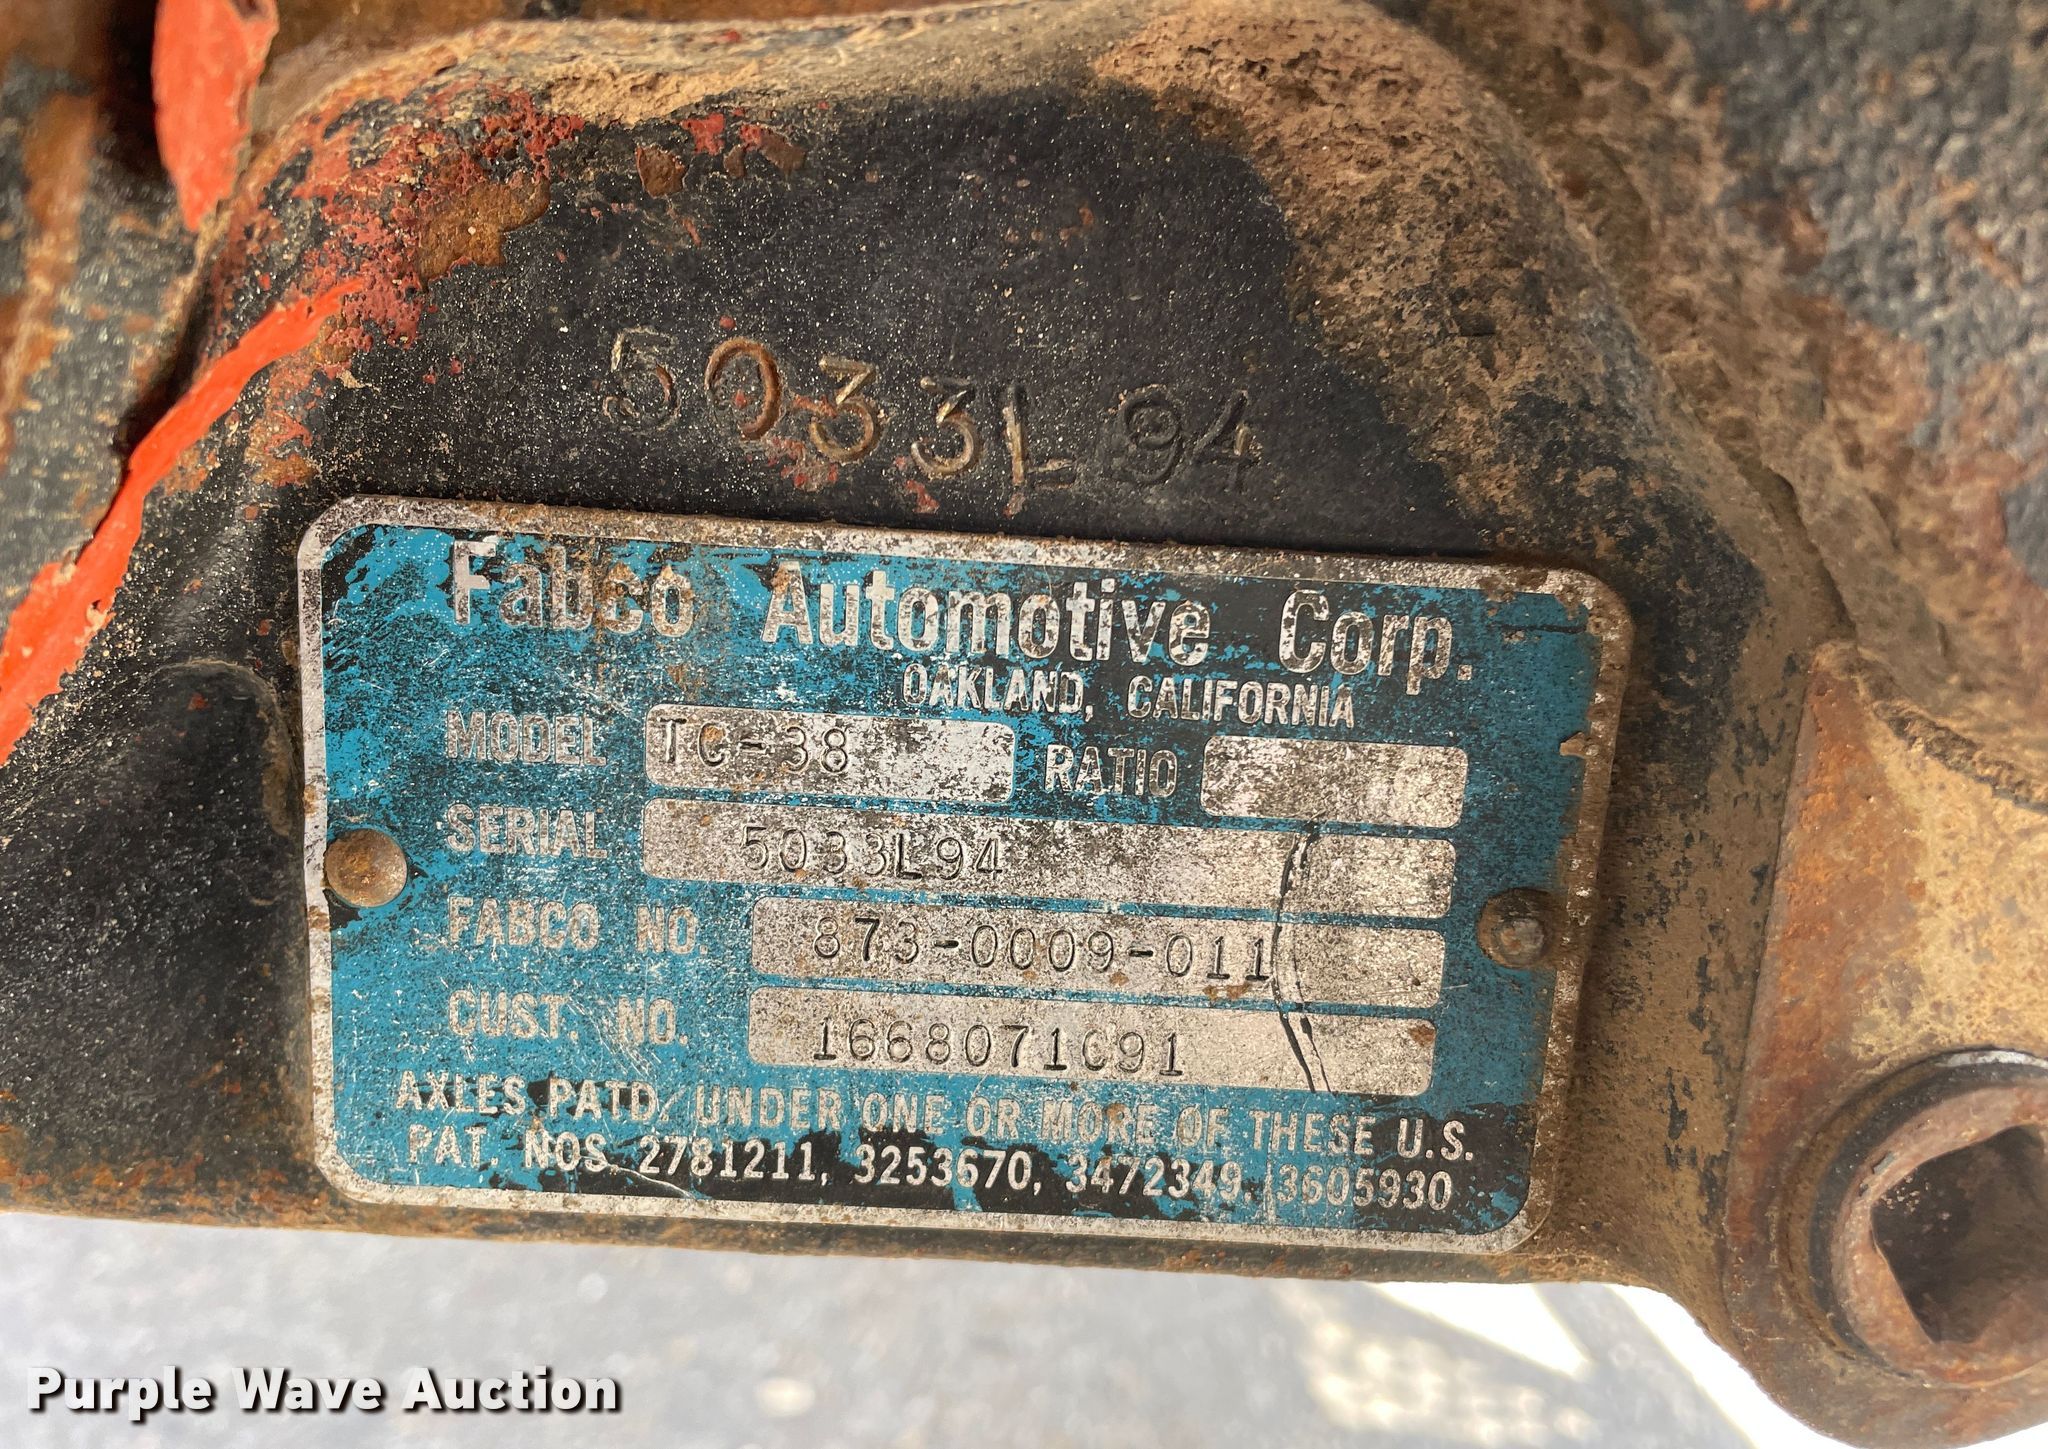 5033L94
Fabco Automotive Corp.
OAKLAND, CALIFORNIA
MODEL TC-38 RATIO
SERIAL 5033L94
FABCO NO. 873-0009-011
CUST. NO. 1668071C91
AXLES PATD. UNDER ONE OR MORE OF THESE U.S.
PAT. NOS. 2781211, 3253670, 3472349, 3605930
Purple Wave Auction